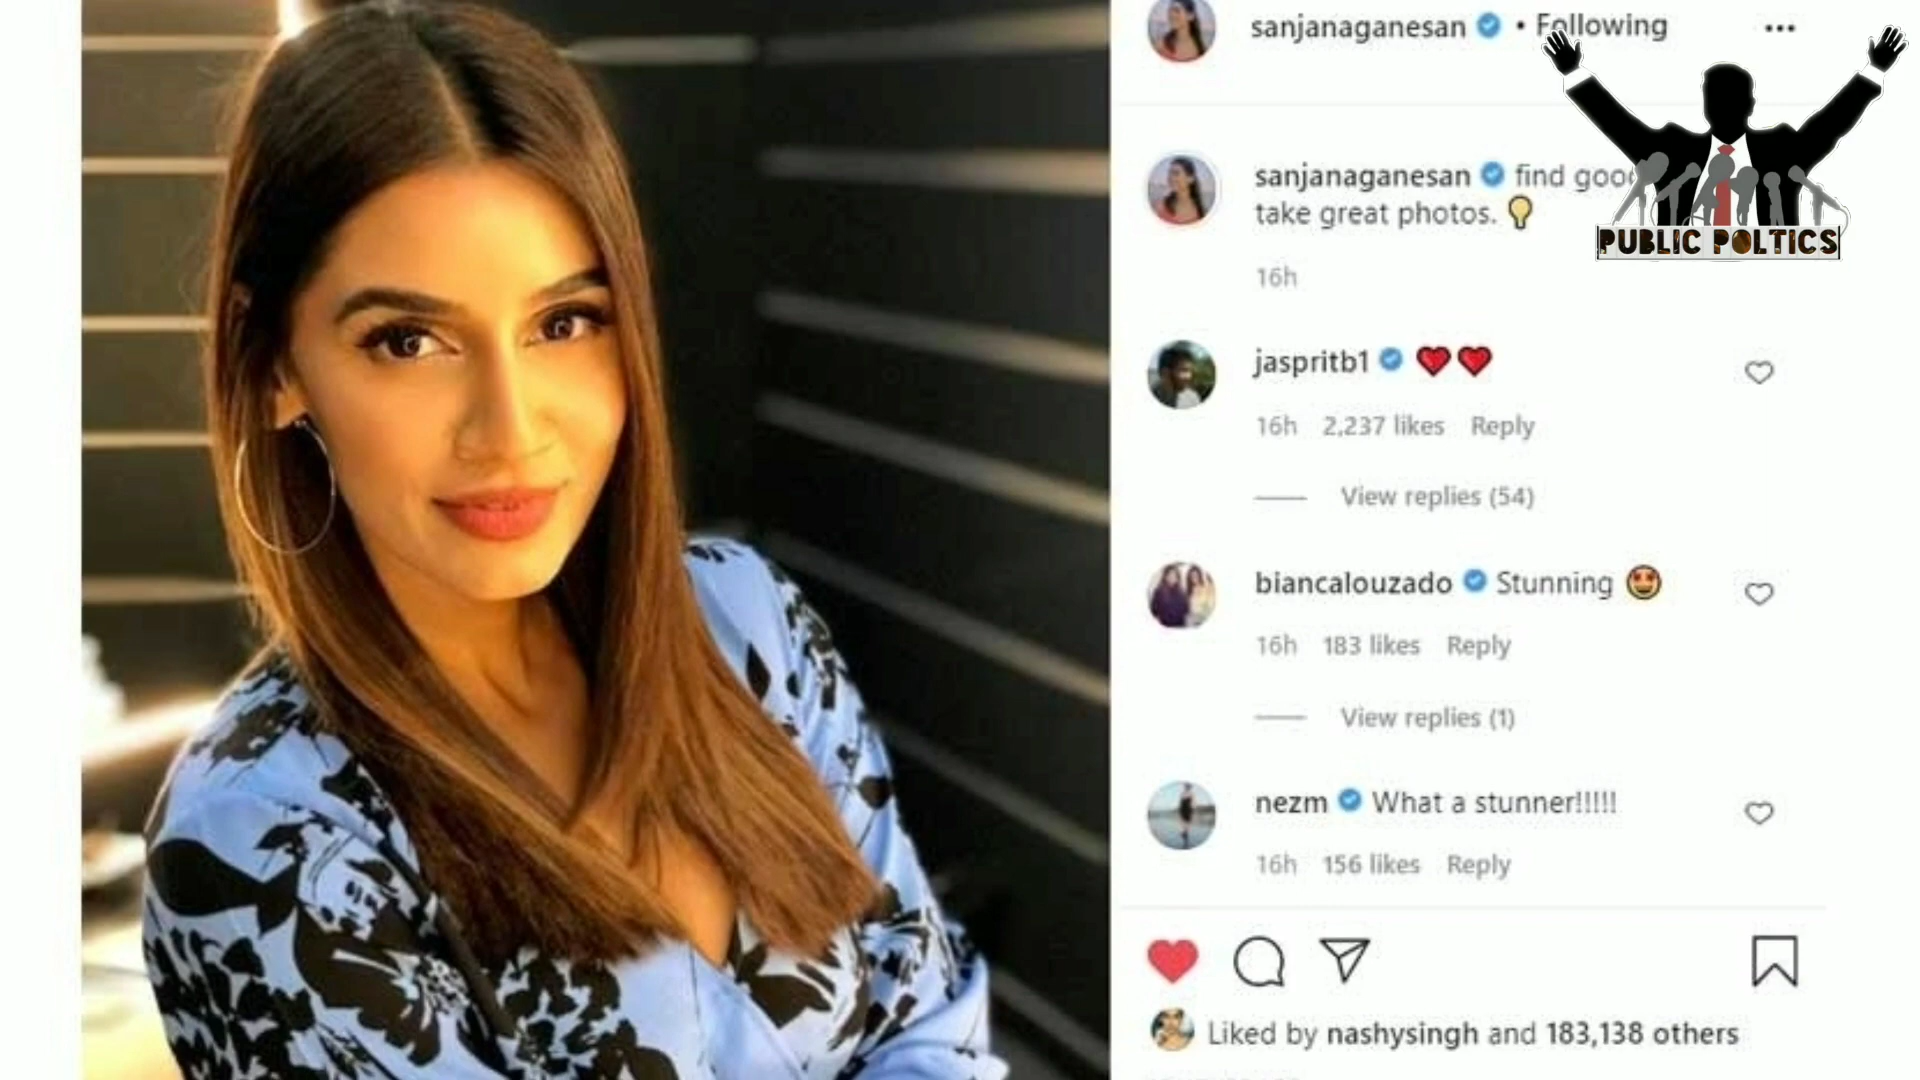 sanjanaganesan • Following
sanjanaganesan find good
take great photos.
PUBLIC POLTICS
16h
jaspritb1
16h 2,237 likes Reply
View replies (54)
biancalouzado Stunning
16h 183 likes Reply
View replies (1)
nezm What a stunner!!!!!
16h 156 likes Reply
Liked by nashysingh and 183,138 others